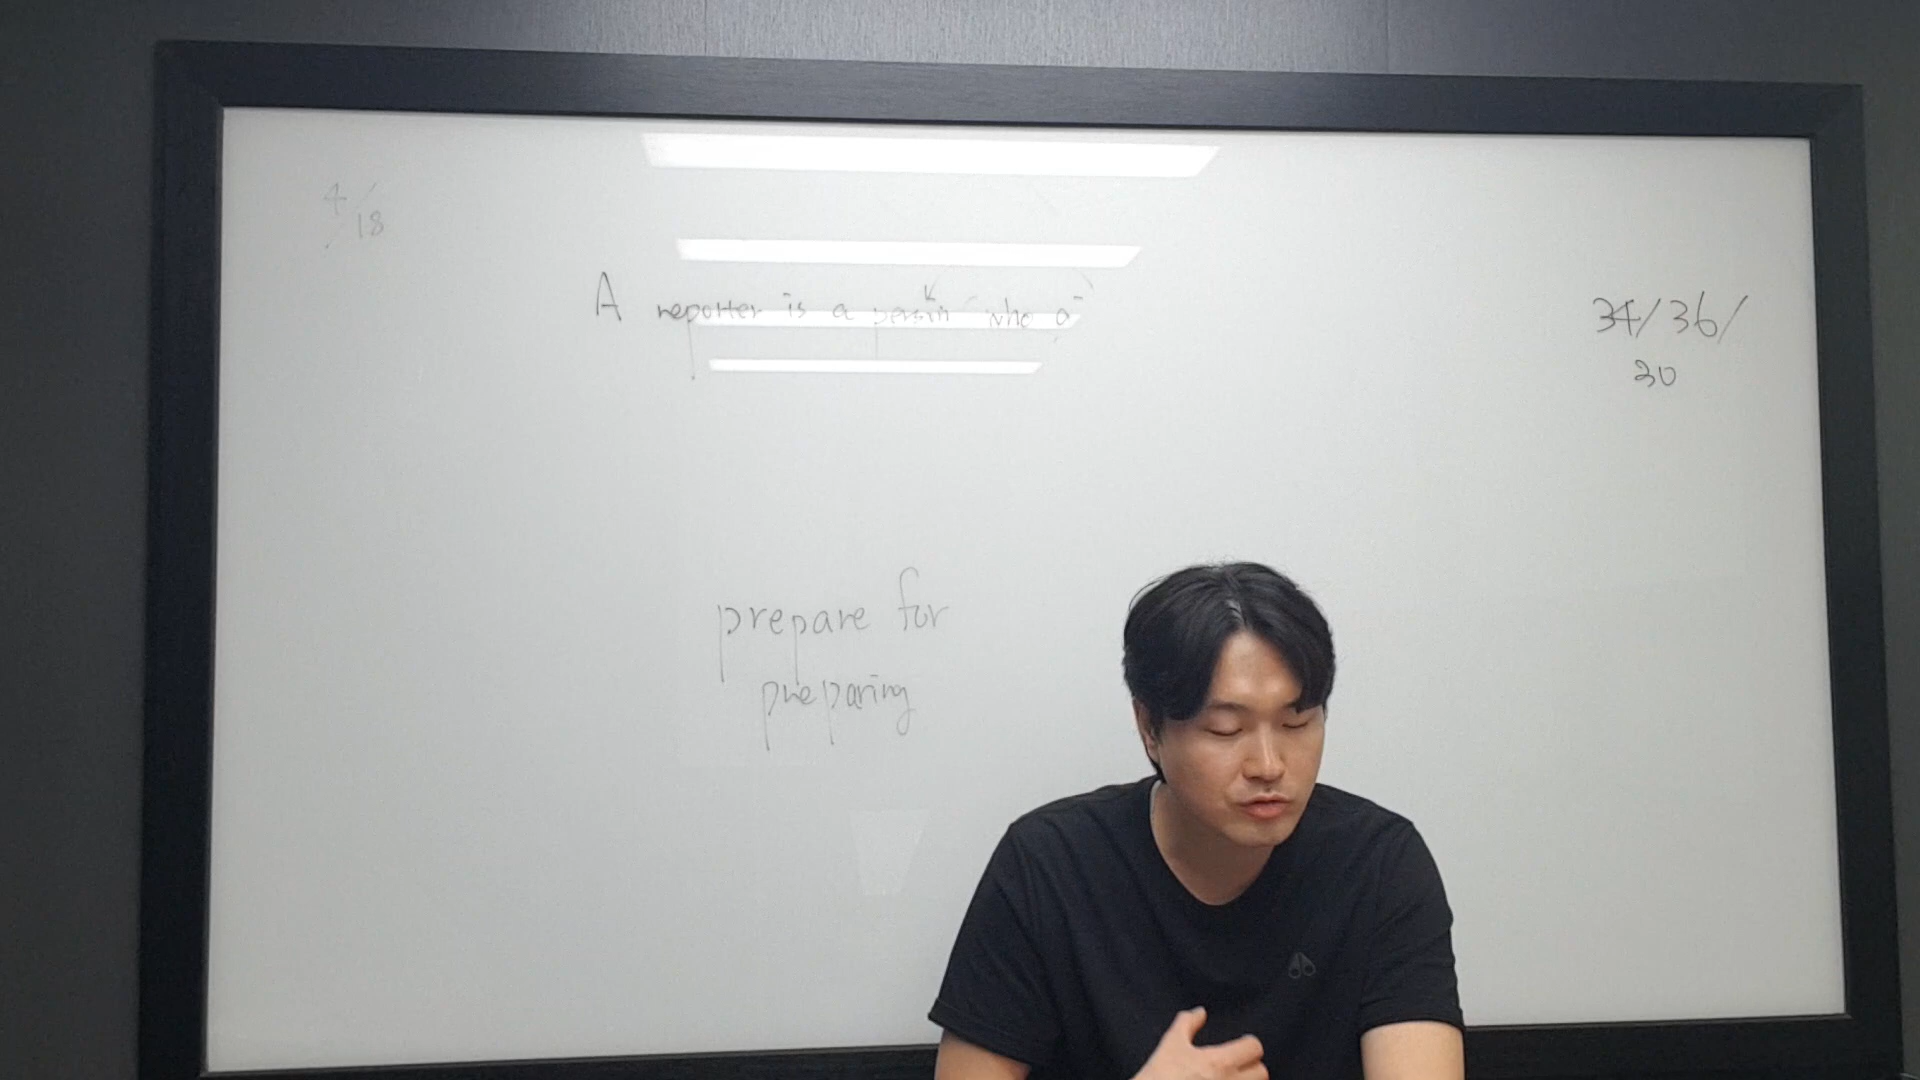 4/18
A reporter is a person who
34/36/
30
prepare for
preparing